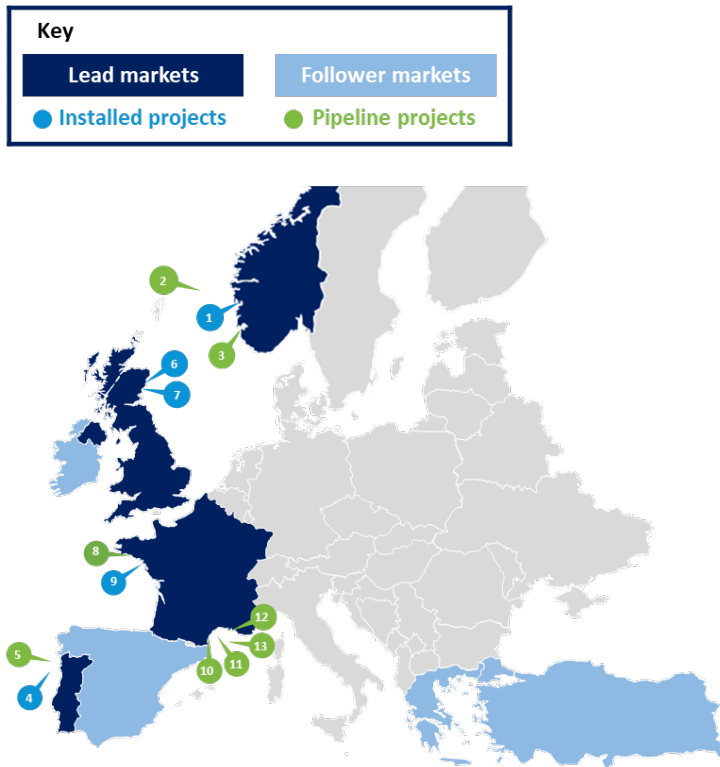 Key
Lead markets
Follower markets
Installed projects
Pipeline projects
2
1
3
6
7
8
9
12
13
11
10
5
4